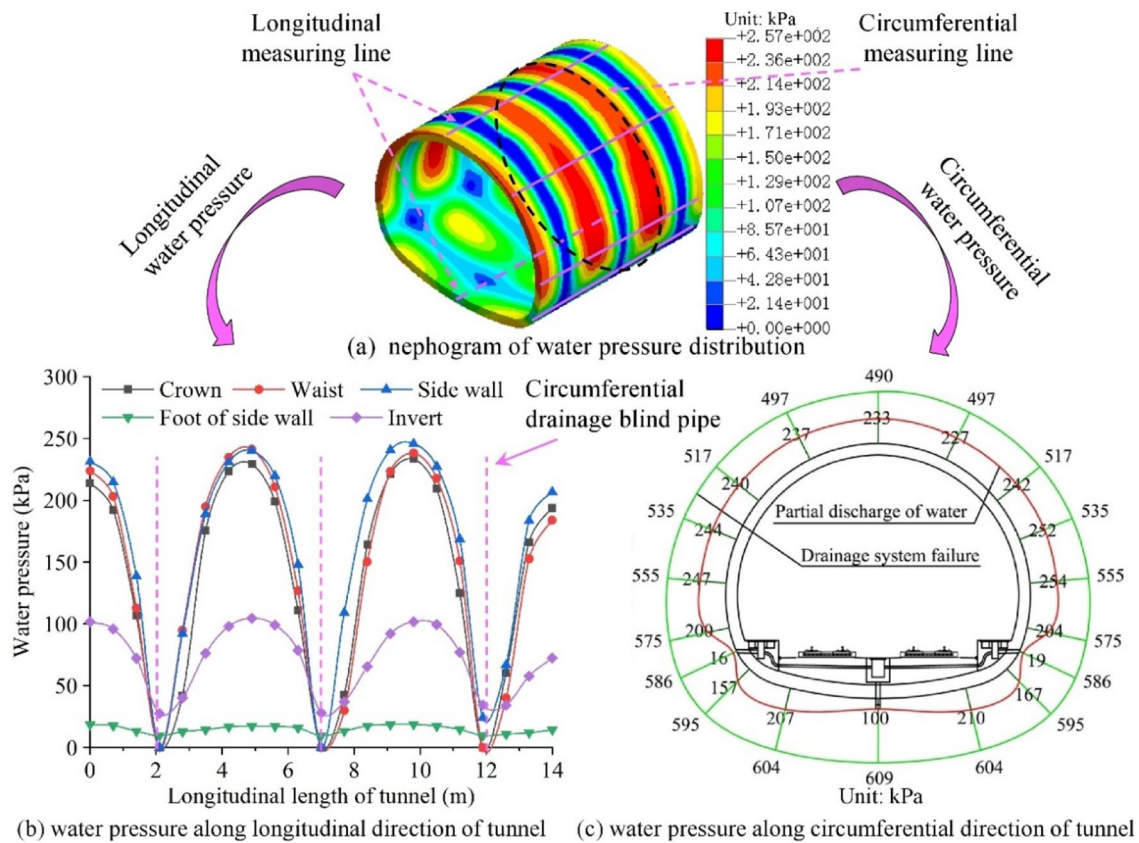 Longitudinal
measuring line
Unit: kPa
+2.57e+002
+2.36e+002
+2.14e+002
+1.93e+002
+1.71e+002
+1.50e+002
+1.29e+002
+1.07e+002
+8.57e+001
+6.43e+001
+4.28e+001
+2.14e+001
+0.00e+000
Circumferential
measuring line
Longitudinal
water pressure
Circumferential
water pressure
(a) nephogram of water pressure distribution
300
250
200
150
100
50
0
Water pressure (kPa)
Crown
Waist
Side wall
Foot of side wall
Invert
Circumferential
drainage blind pipe
0
2
4
6
8
10
12
14
Longitudinal length of tunnel (m)
(b) water pressure along longitudinal direction of tunnel
490
497
497
517
517
535
535
555
555
575
575
586
586
595
595
604
604
609
233
237
227
240
242
244
252
247
254
200
204
16
19
157
167
207
210
100
Partial discharge of water
Drainage system failure
Unit: kPa
(c) water pressure along circumferential direction of tunnel